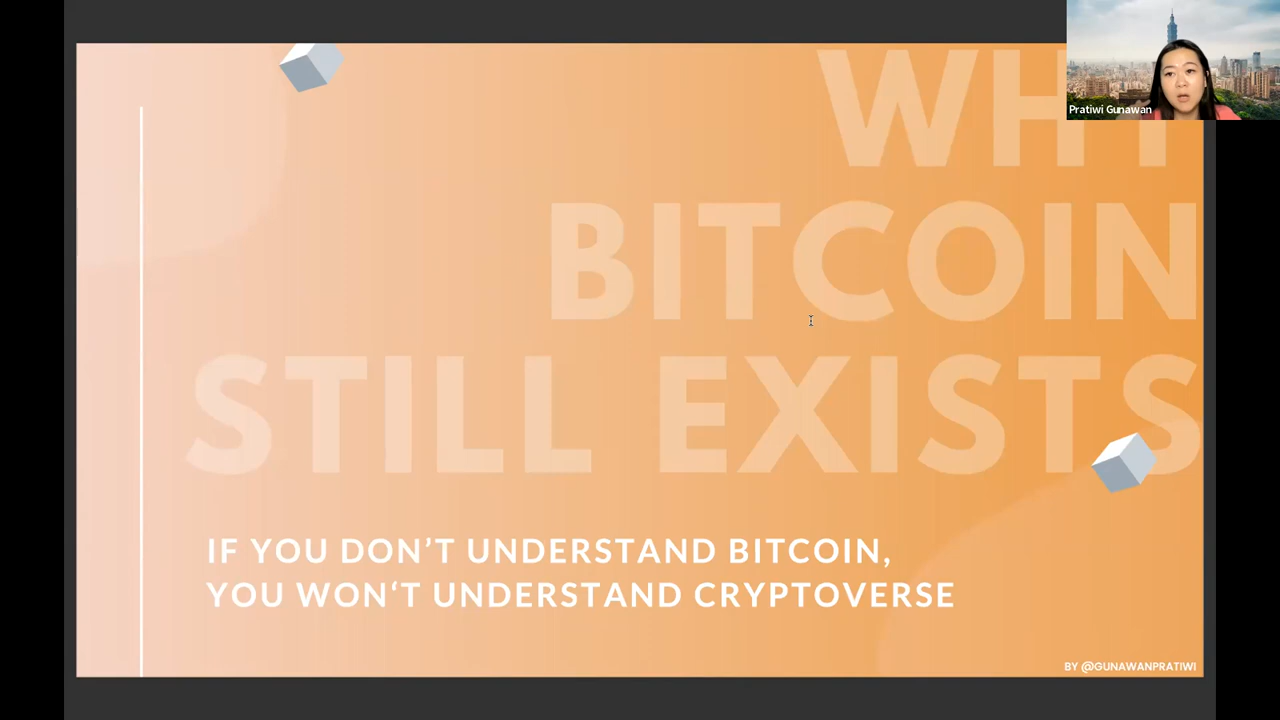 WHY
BITCOIN
STILL EXISTS
IF YOU DON’T UNDERSTAND BITCOIN,
YOU WON‘T UNDERSTAND CRYPTOVERSE
BY @GUNAWANPRATIWI
Pratiwi Gunawan